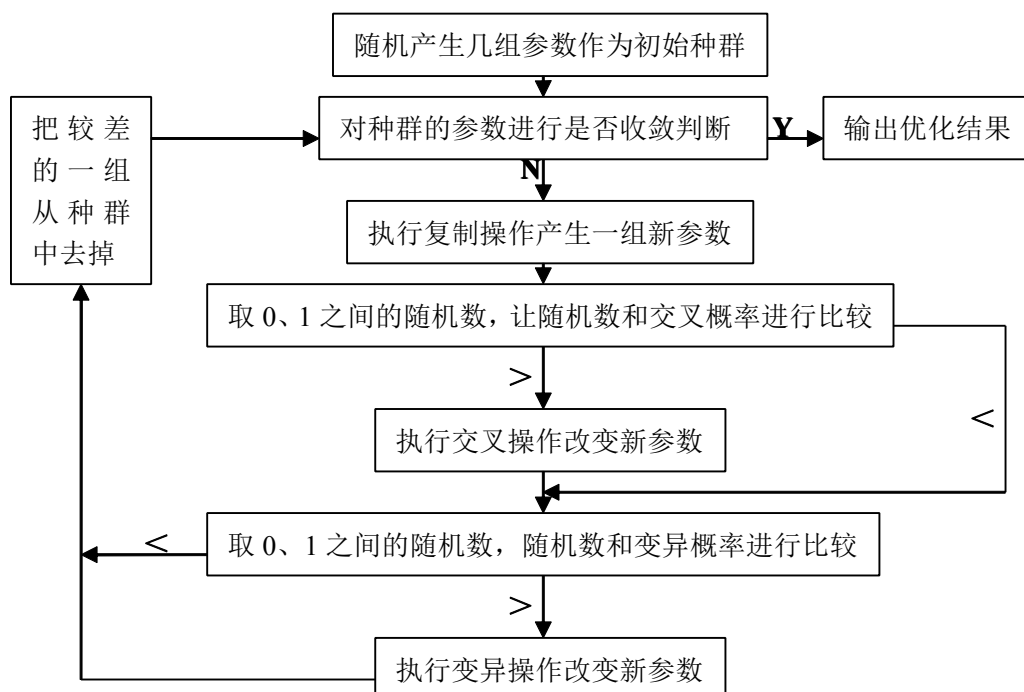 随机产生几组参数作为初始种群
把较差
的一组
从种群
中去掉
对种群的参数进行是否收敛判断
Y
输出优化结果
N
执行复制操作产生一组新参数
取 0、1 之间的随机数，让随机数和交叉概率进行比较
>
<
执行交叉操作改变新参数
取 0、1 之间的随机数，随机数和变异概率进行比较
<
>
执行变异操作改变新参数